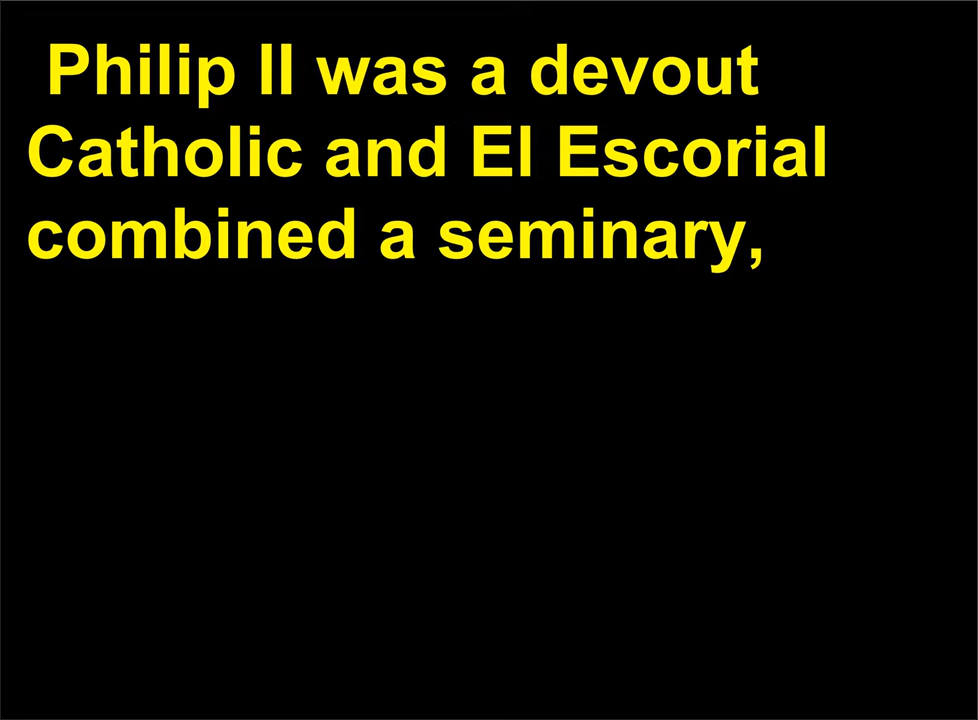 Philip II was a devout
Catholic and El Escorial
combined a seminary,